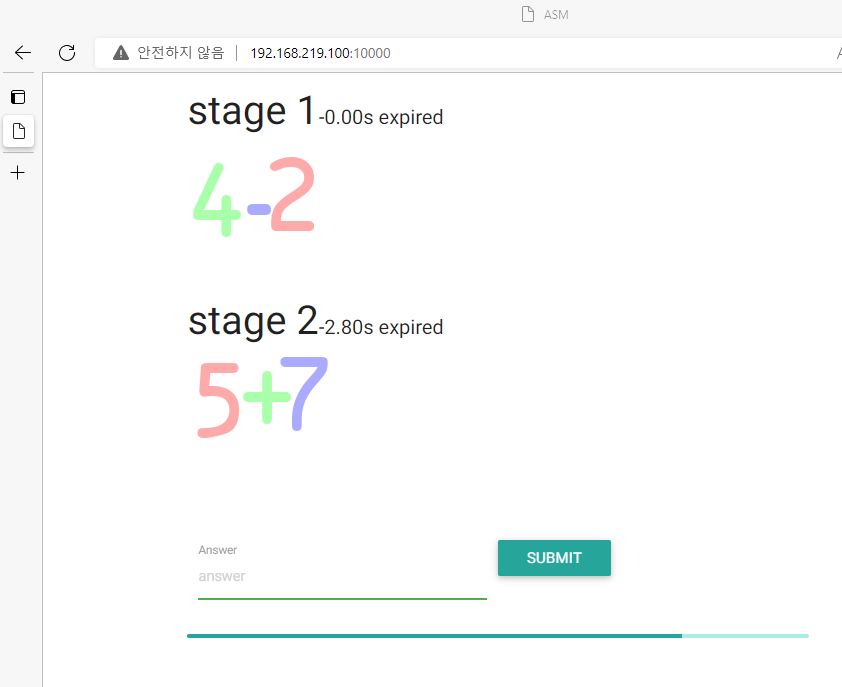 ASM
안전하지 않음 | 192.168.219.100:10000
stage 1-0.00s expired
4-2
stage 2-2.80s expired
5+7
Answer
answer
SUBMIT